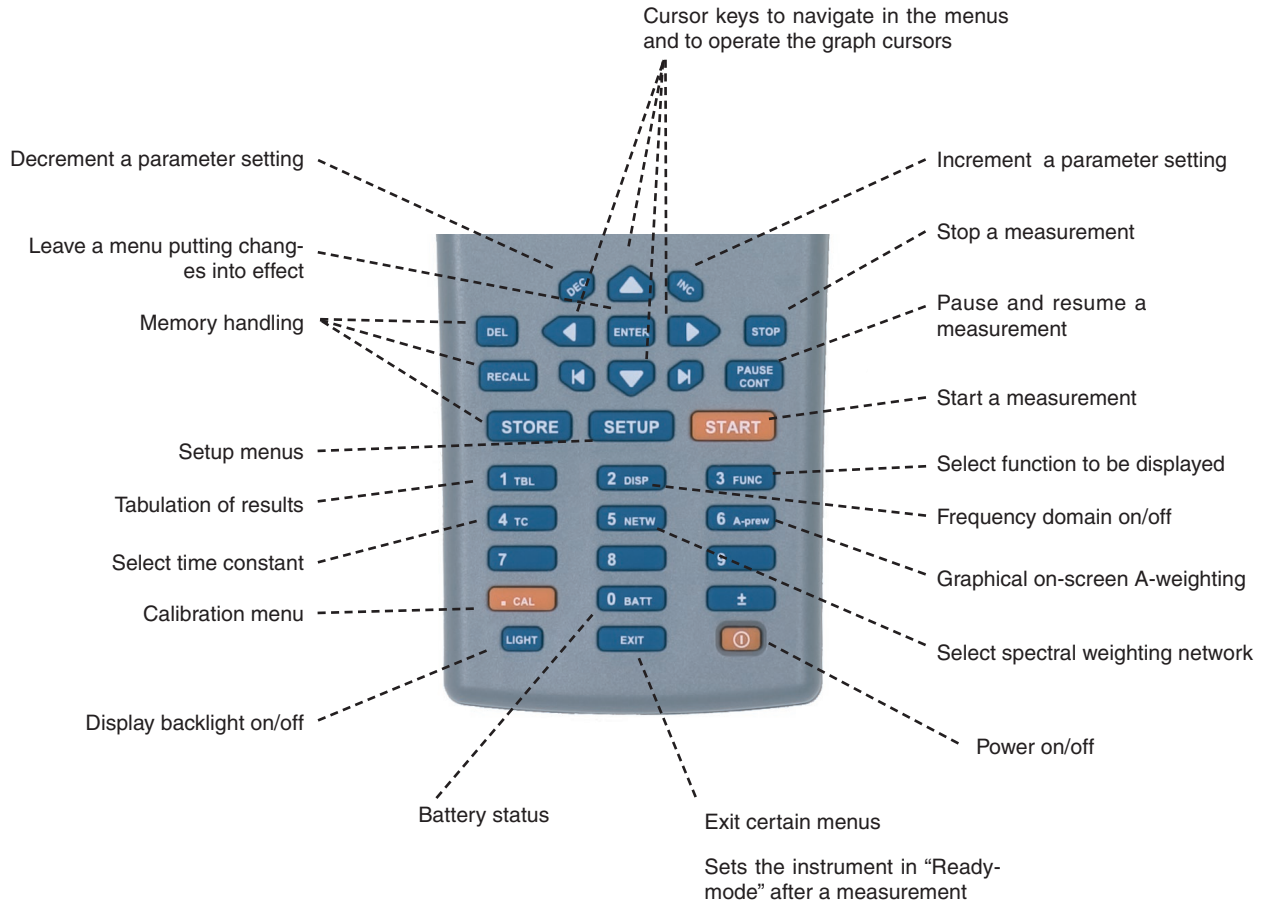 Cursor keys to navigate in the menus
and to operate the graph cursors
Decrement a parameter setting
Increment a parameter setting
Leave a menu putting chang-
es into effect
Stop a measurement
Memory handling
Pause and resume a
measurement
Start a measurement
Setup menus
Select function to be displayed
Tabulation of results
Frequency domain on/off
Select time constant
Graphical on-screen A-weighting
Calibration menu
Select spectral weighting network
Display backlight on/off
Power on/off
Battery status
Exit certain menus
Sets the instrument in “Ready-
mode” after a measurement
DEC
INC
DEL
ENTER
STOP
RECALL
PAUSE
CONT
STORE
SETUP
START
1 TBL
2 DISP
3 FUNC
4 TC
5 NETW
6 A-prew
7
8
9
. CAL
0 BATT
±
LIGHT
EXIT